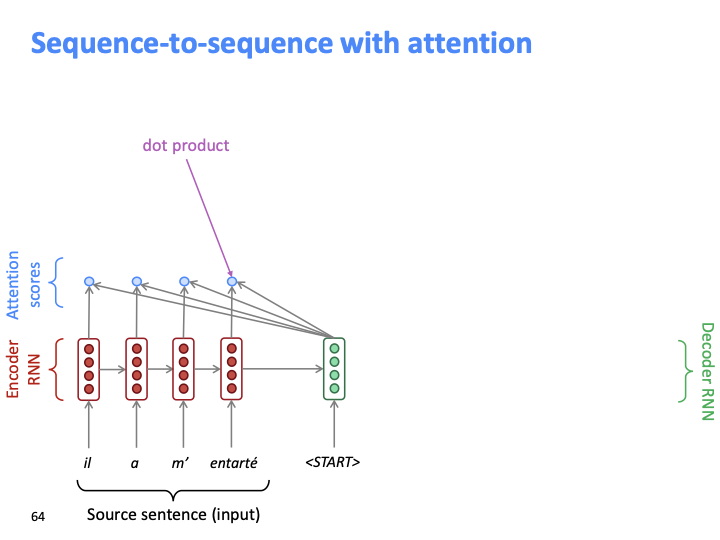 Sequence-to-sequence with attention
dot product
Attention
scores
Encoder
RNN
Decoder RNN
il a m’ entarté <START>
Source sentence (input)
64